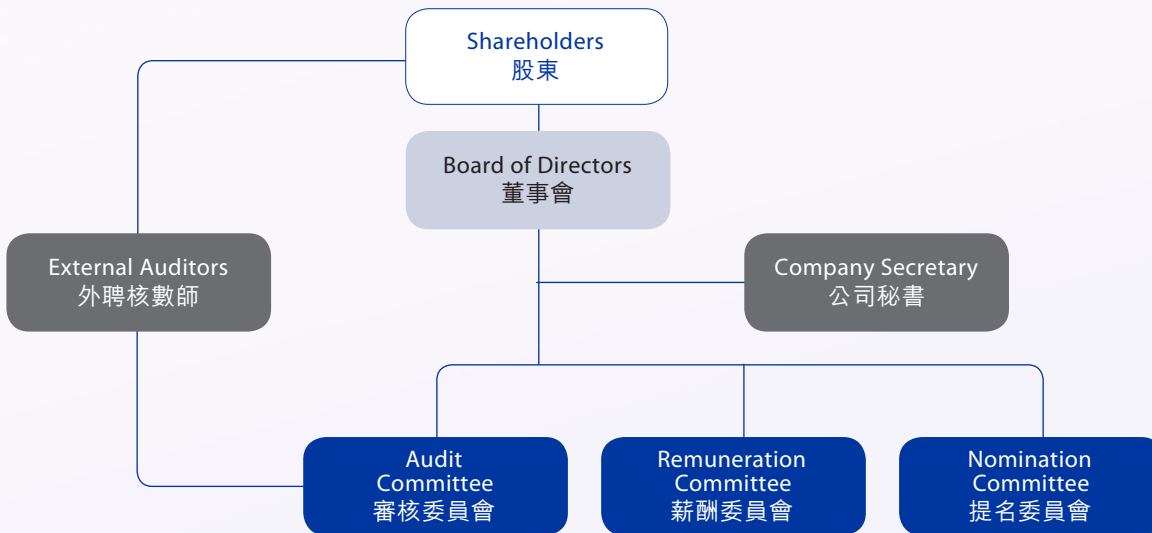 Shareholders
股東
Board of Directors
董事會
External Auditors
外聘核數師
Company Secretary
公司秘書
Audit
Committee
審核委員會
Remuneration
Committee
薪酬委員會
Nomination
Committee
提名委員會